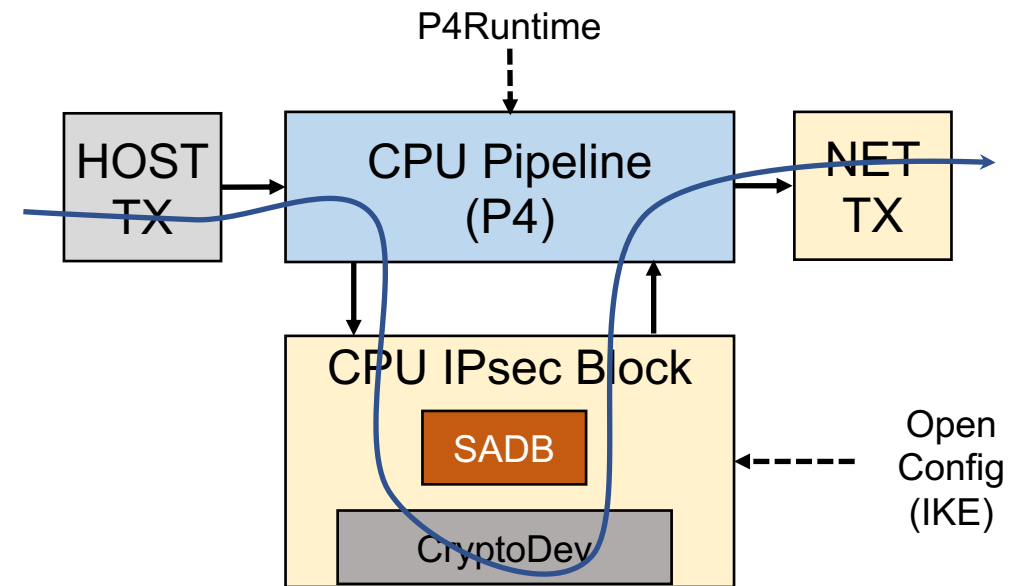 P4Runtime
HOST
TX
CPU Pipeline
(P4)
NET
TX
CPU IPsec Block
SADB
CryptoDev
Open
Config
(IKE)